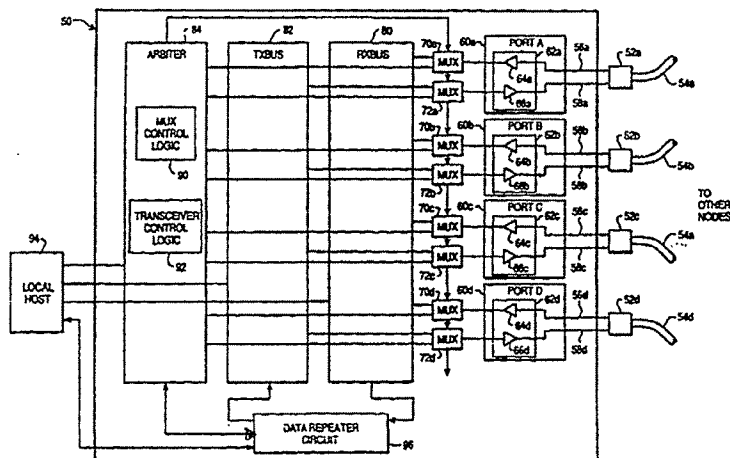 50
84
ARBITER
82
TXBUS
80
RXBUS
MUX CONTROL LOGIC
90
TRANSCEIVER CONTROL LOGIC
92
94
LOCAL HOST
DATA REPEATER CIRCUIT
96
70a
MUX
72a
MUX
60a
PORT A
62a
64a
66a
56a
58a
52a
54a
70b
MUX
72b
MUX
60b
PORT B
62b
64b
66b
56b
58b
52b
54b
70c
MUX
72c
MUX
60c
PORT C
62c
64c
66c
56c
58c
52c
54a
70d
MUX
72d
MUX
60d
PORT D
62d
64d
66d
56d
58d
52d
54d
TO
OTHER
NODES